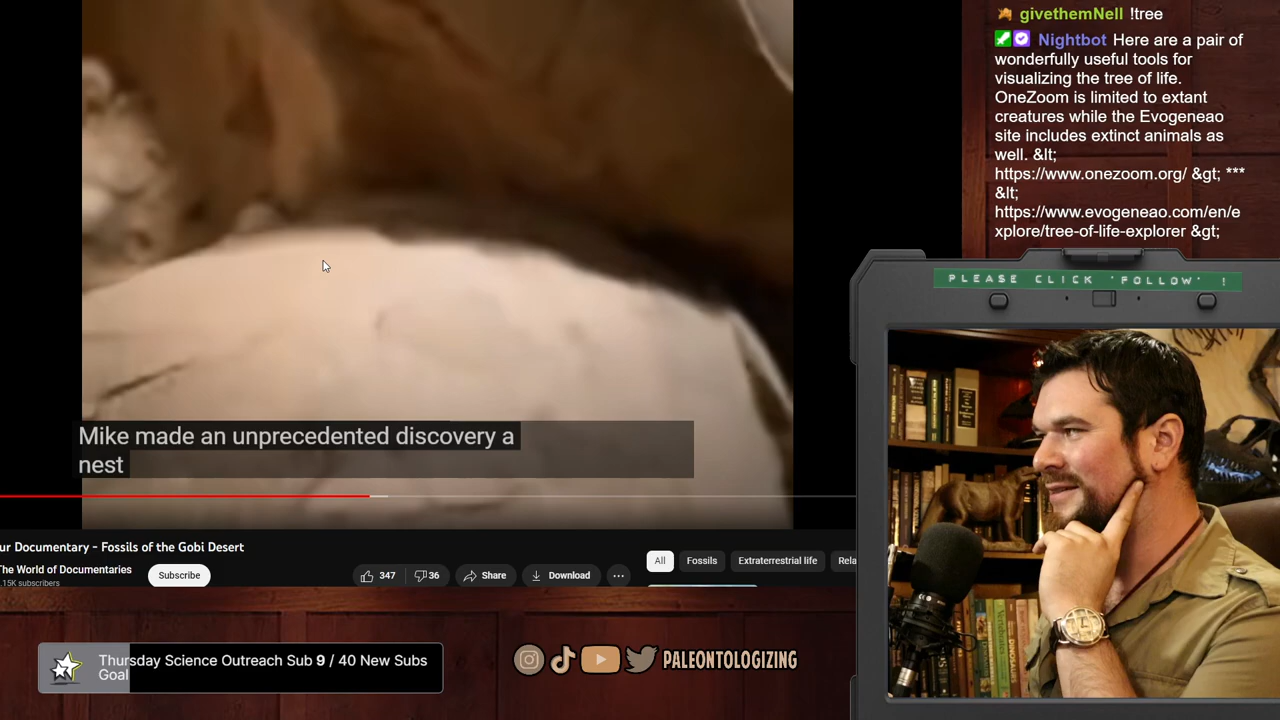 givethemNell !tree
Nightbot Here are a pair of
wonderfully useful tools for
visualizing the tree of life.
OneZoom is limited to extant
creatures while the Evogeneao
site includes extinct animals as
well. &lt;
https://www.onezoom.org/ &gt; ***
&lt;
https://www.evogeneao.com/en/e
xplore/tree-of-life-explorer &gt;
PLEASE CLICK 'FOLLOW' !
Mike made an unprecedented discovery a
nest
ur Documentary - Fossils of the Gobi Desert
The World of Documentaries
.15K subscribers
Subscribe
347
36
Share
Download
All
Fossils
Extraterrestrial life
Rela
Thursday Science Outreach Sub 9 / 40 New Subs
Goal
PALEONTOLOGIZING